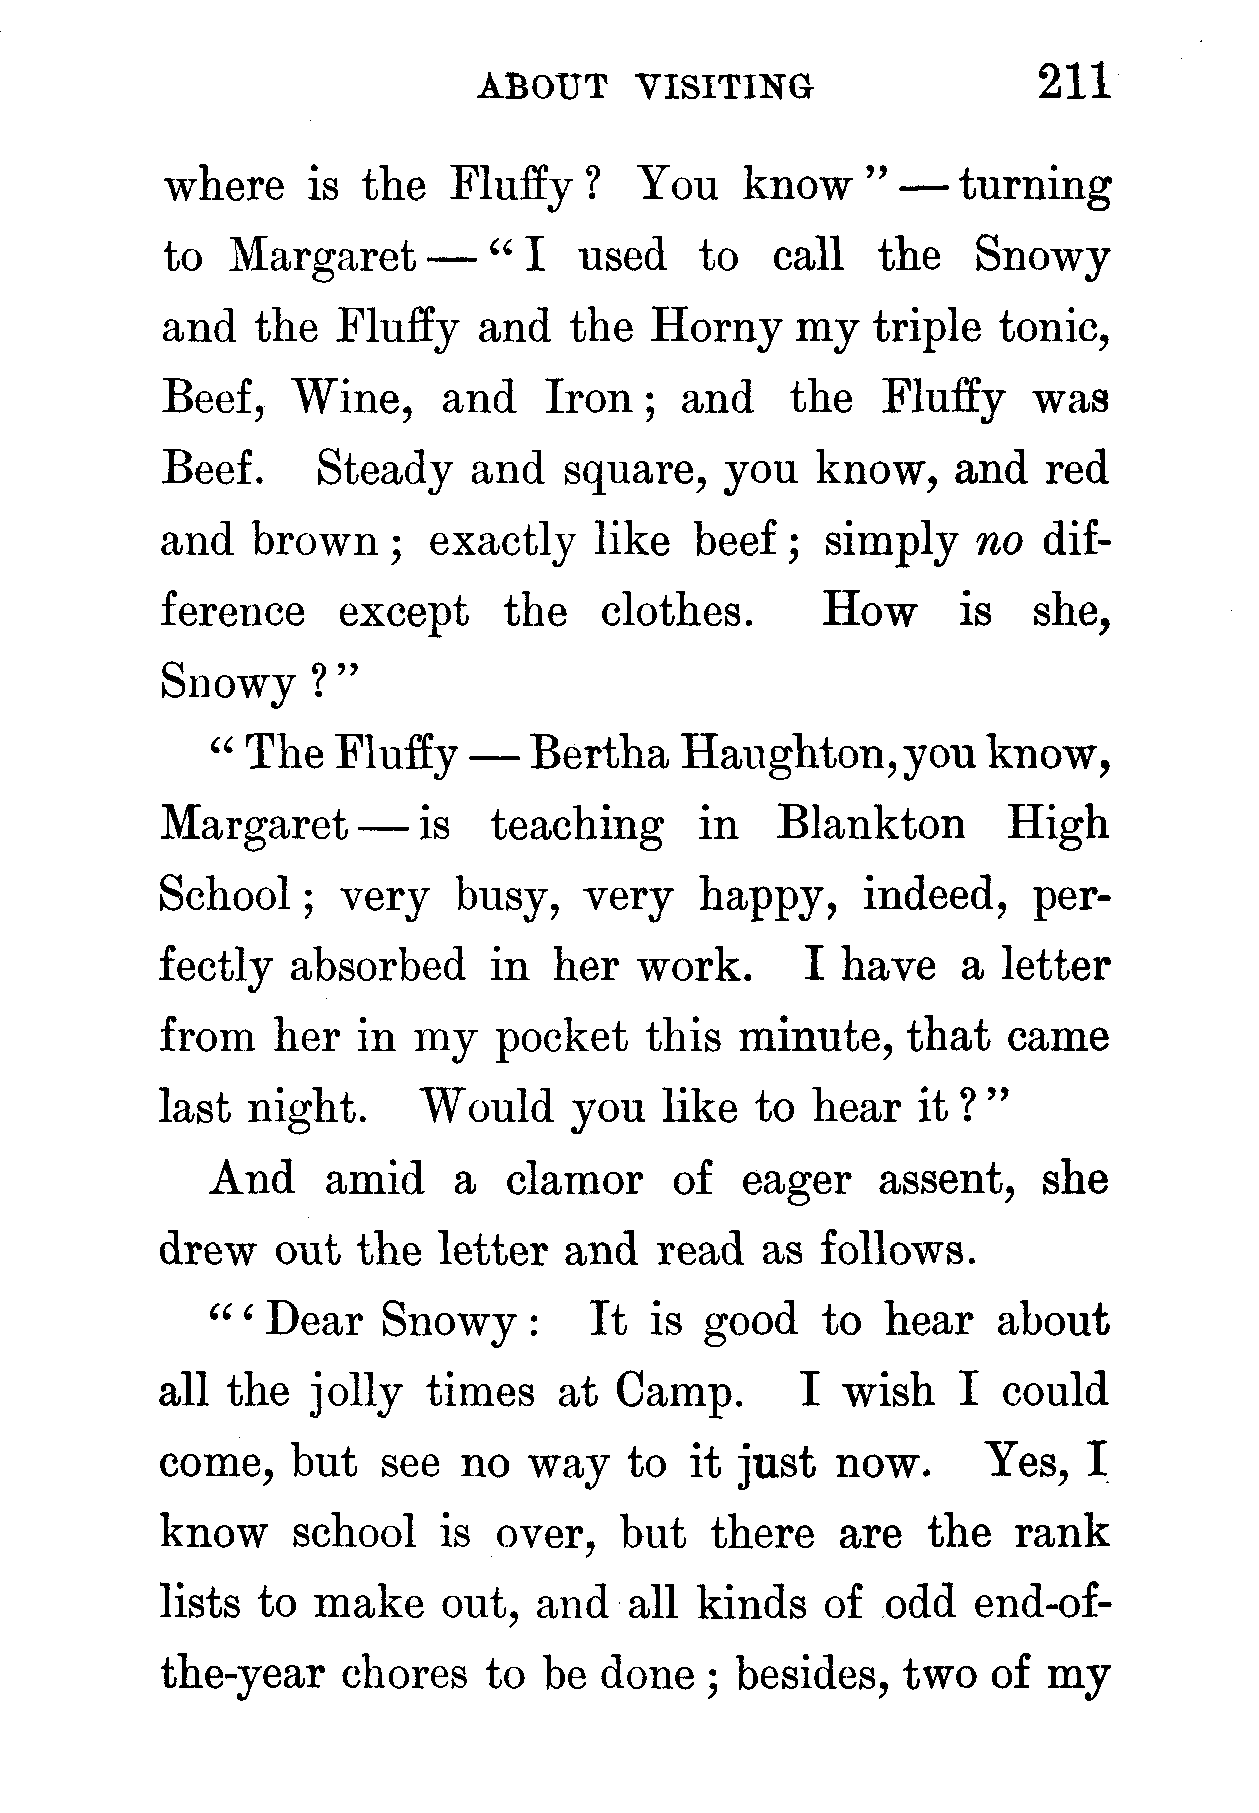 ABOUT VISITING 211
where is the Fluffy? You know" — turning
to Margaret — "I used to call the Snowy
and the Fluffy and the Horny my triple tonic,
Beef, Wine, and Iron; and the Fluffy was
Beef. Steady and square, you know, and red
and brown; exactly like beef; simply no dif-
ference except the clothes. How is she,
Snowy?"
"The Fluffy — Bertha Haughton, you know,
Margaret — is teaching in Blankton High
School; very busy, very happy, indeed, per-
fectly absorbed in her work. I have a letter
from her in my pocket this minute, that came
last night. Would you like to hear it?"
And amid a clamor of eager assent, she
drew out the letter and read as follows.
"'Dear Snowy: It is good to hear about
all the jolly times at Camp. I wish I could
come, but see no way to it just now. Yes, I
know school is over, but there are the rank
lists to make out, and all kinds of odd end-of-
the-year chores to be done; besides, two of my